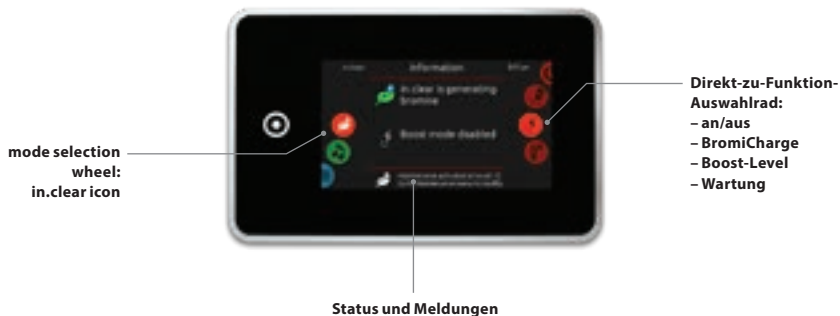 Information
in.clear is generating
bromine
Boost mode disabled
mode selection
wheel:
in.clear icon
Direkt-zu-Funktion-
Auswahlrad:
– an/aus
– BromiCharge
– Boost-Level
– Wartung
Status und Meldungen